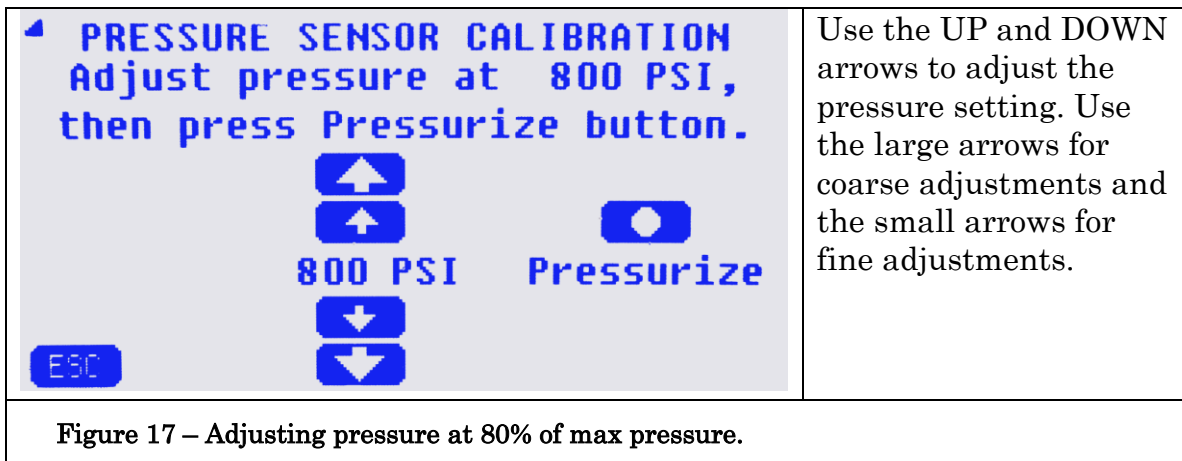 PRESSURE SENSOR CALIBRATION
Adjust pressure at 800 PSI,
then press Pressurize button.
800 PSI Pressurize
ESC
Use the UP and DOWN
arrows to adjust the
pressure setting. Use
the large arrows for
coarse adjustments and
the small arrows for
fine adjustments.
Figure 17 – Adjusting pressure at 80% of max pressure.